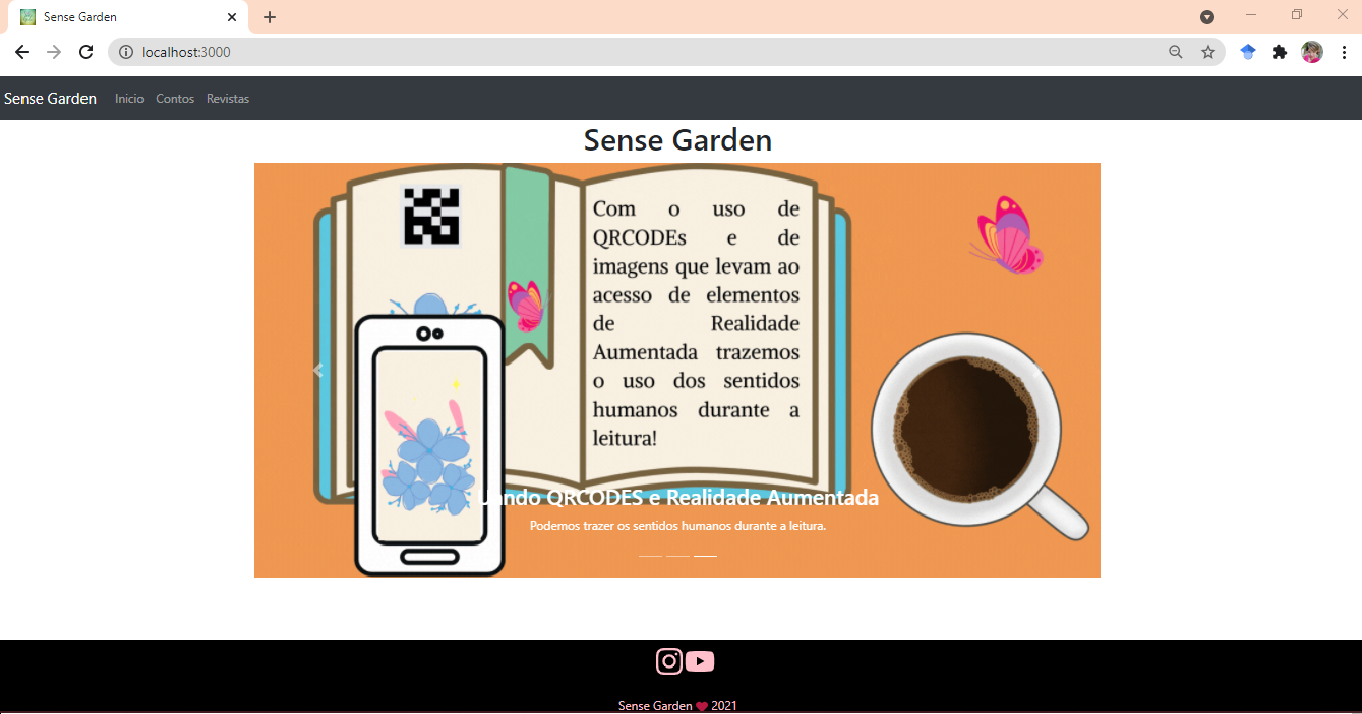 Sense Garden
localhost:3000
Sense Garden Inicio Contos Revistas
Sense Garden
Com o uso de
QRCODEs e de
imagens que levam ao
acesso de elementos
de Realidade
Aumentada trazemos
o uso dos sentidos
humanos durante a
leitura!
QRCODES e Realidade Aumentada
Podemos trazer os sentidos humanos durante a leitura.
Sense Garden ❤ 2021